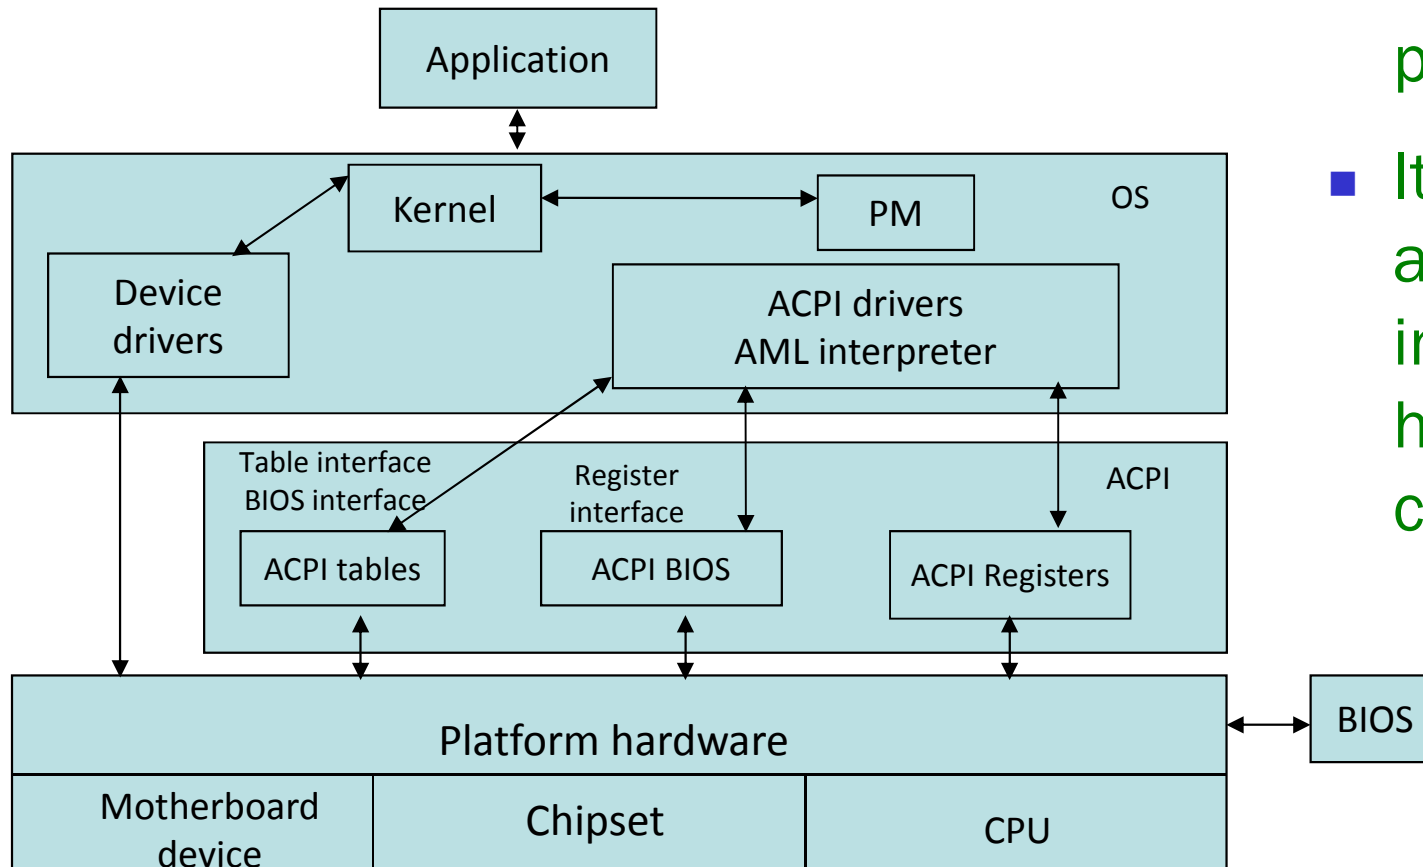 Application
Kernel
PM
OS
Device
drivers
ACPI drivers
AML interpreter
Table interface
BIOS interface
Register
interface
ACPI
ACPI tables
ACPI BIOS
ACPI Registers
Platform hardware
BIOS
Motherboard
device
Chipset
CPU
It